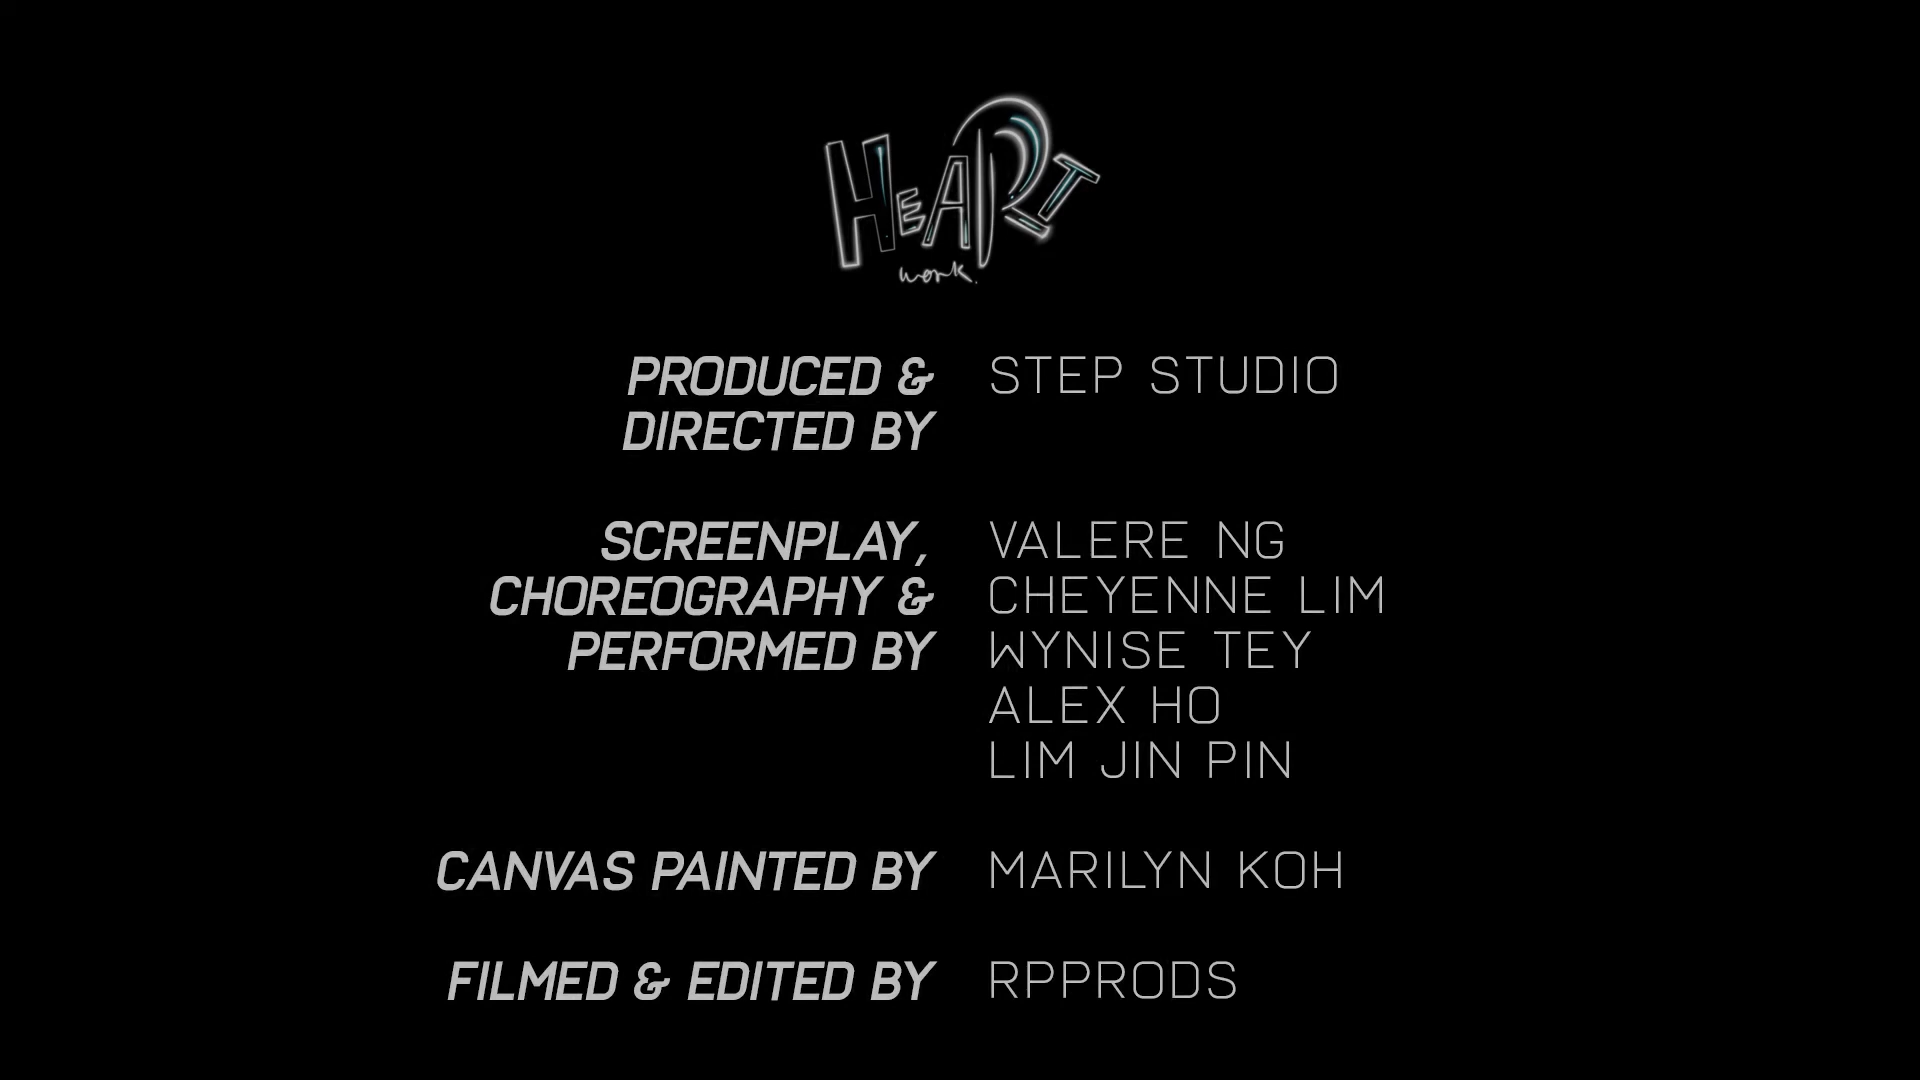 HEART
work.
PRODUCED & STEP STUDIO
DIRECTED BY
SCREENPLAY, VALERE NG
CHOREOGRAPHY & CHEYENNE LIM
PERFORMED BY WYNISE TEY
ALEX HO
LIM JIN PIN
CANVAS PAINTED BY MARILYN KOH
FILMED & EDITED BY RPPRODS